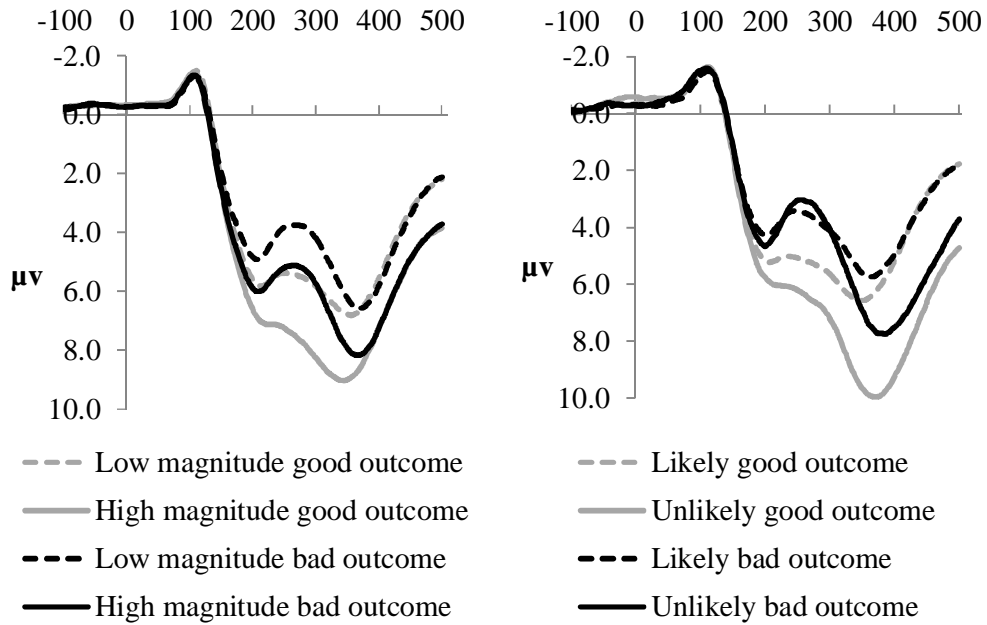 -100 0 100 200 300 400 500
-2.0
0.0
2.0
4.0
6.0
8.0
10.0
µv
Low magnitude good outcome
High magnitude good outcome
Low magnitude bad outcome
High magnitude bad outcome
-100 0 100 200 300 400 500
-2.0
0.0
2.0
4.0
6.0
8.0
10.0
µv
Likely good outcome
Unlikely good outcome
Likely bad outcome
Unlikely bad outcome